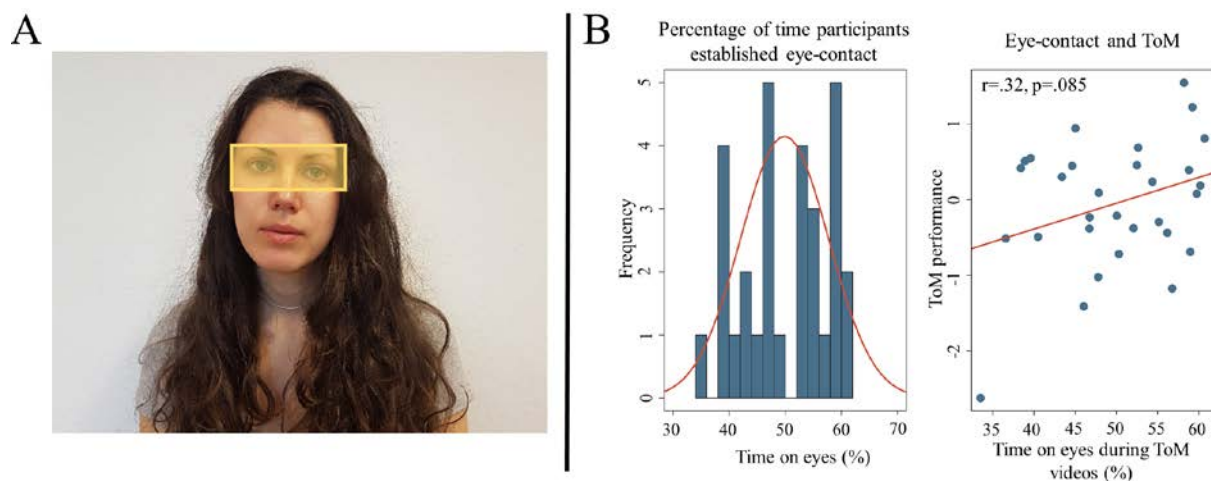 A
B
Percentage of time participants
established eye-contact
5
4
3
2
1
0
Frequency
30 40 50 60 70
Time on eyes (%)
Eye-contact and ToM
r=.32, p=.085
1
0
-1
-2
ToM performance
35 40 45 50 55 60
Time on eyes during ToM
videos (%)